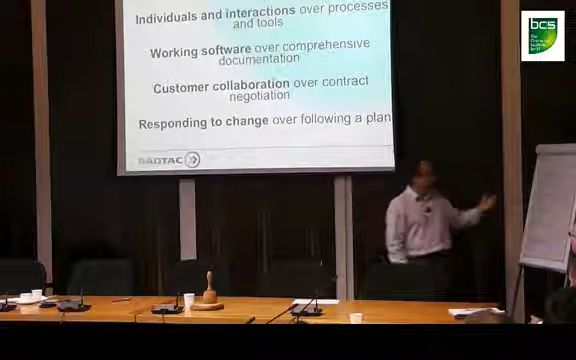 Individuals and interactions over processes
and tools
Working software over comprehensive
documentation
Customer collaboration over contract
negotiation
Responding to change over following a plan
RADTAC
bcs